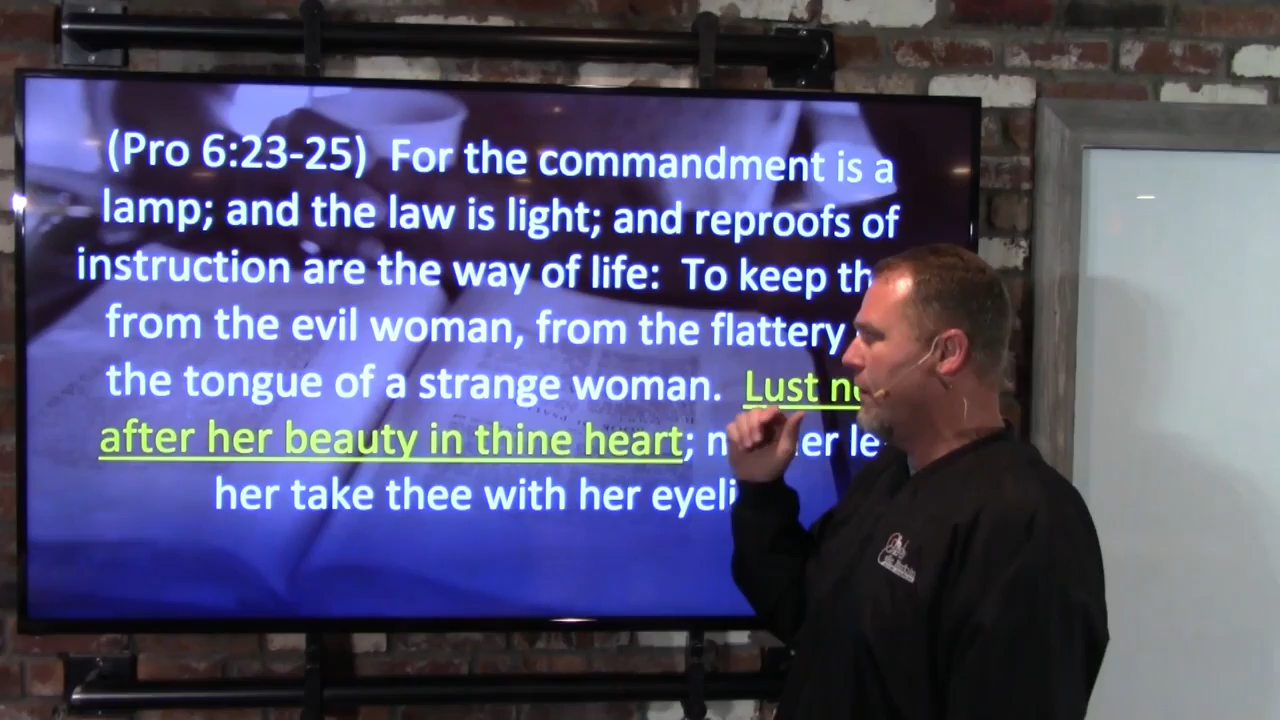 (Pro 6:23-25) For the commandment is a
lamp; and the law is light; and reproofs of
instruction are the way of life: To keep th
from the evil woman, from the flattery
the tongue of a strange woman. Lust n
after her beauty in thine heart; n er le
her take thee with her eyeli